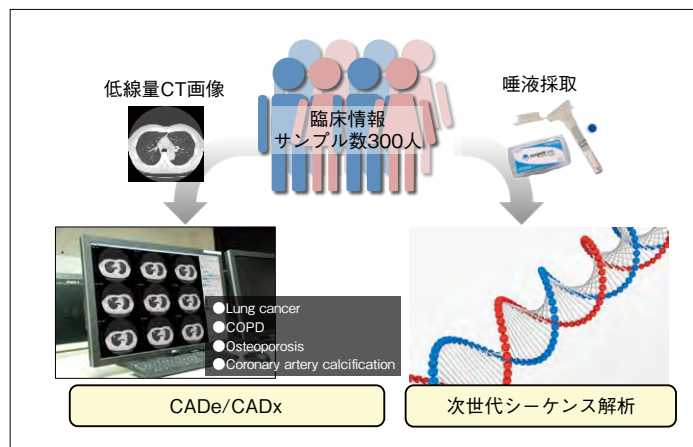 低線量CT画像
臨床情報
サンプル数300人
唾液採取
●Lung cancer
●COPD
●Osteoporosis
●Coronary artery calcification
CADe/CADx
次世代シーケンス解析